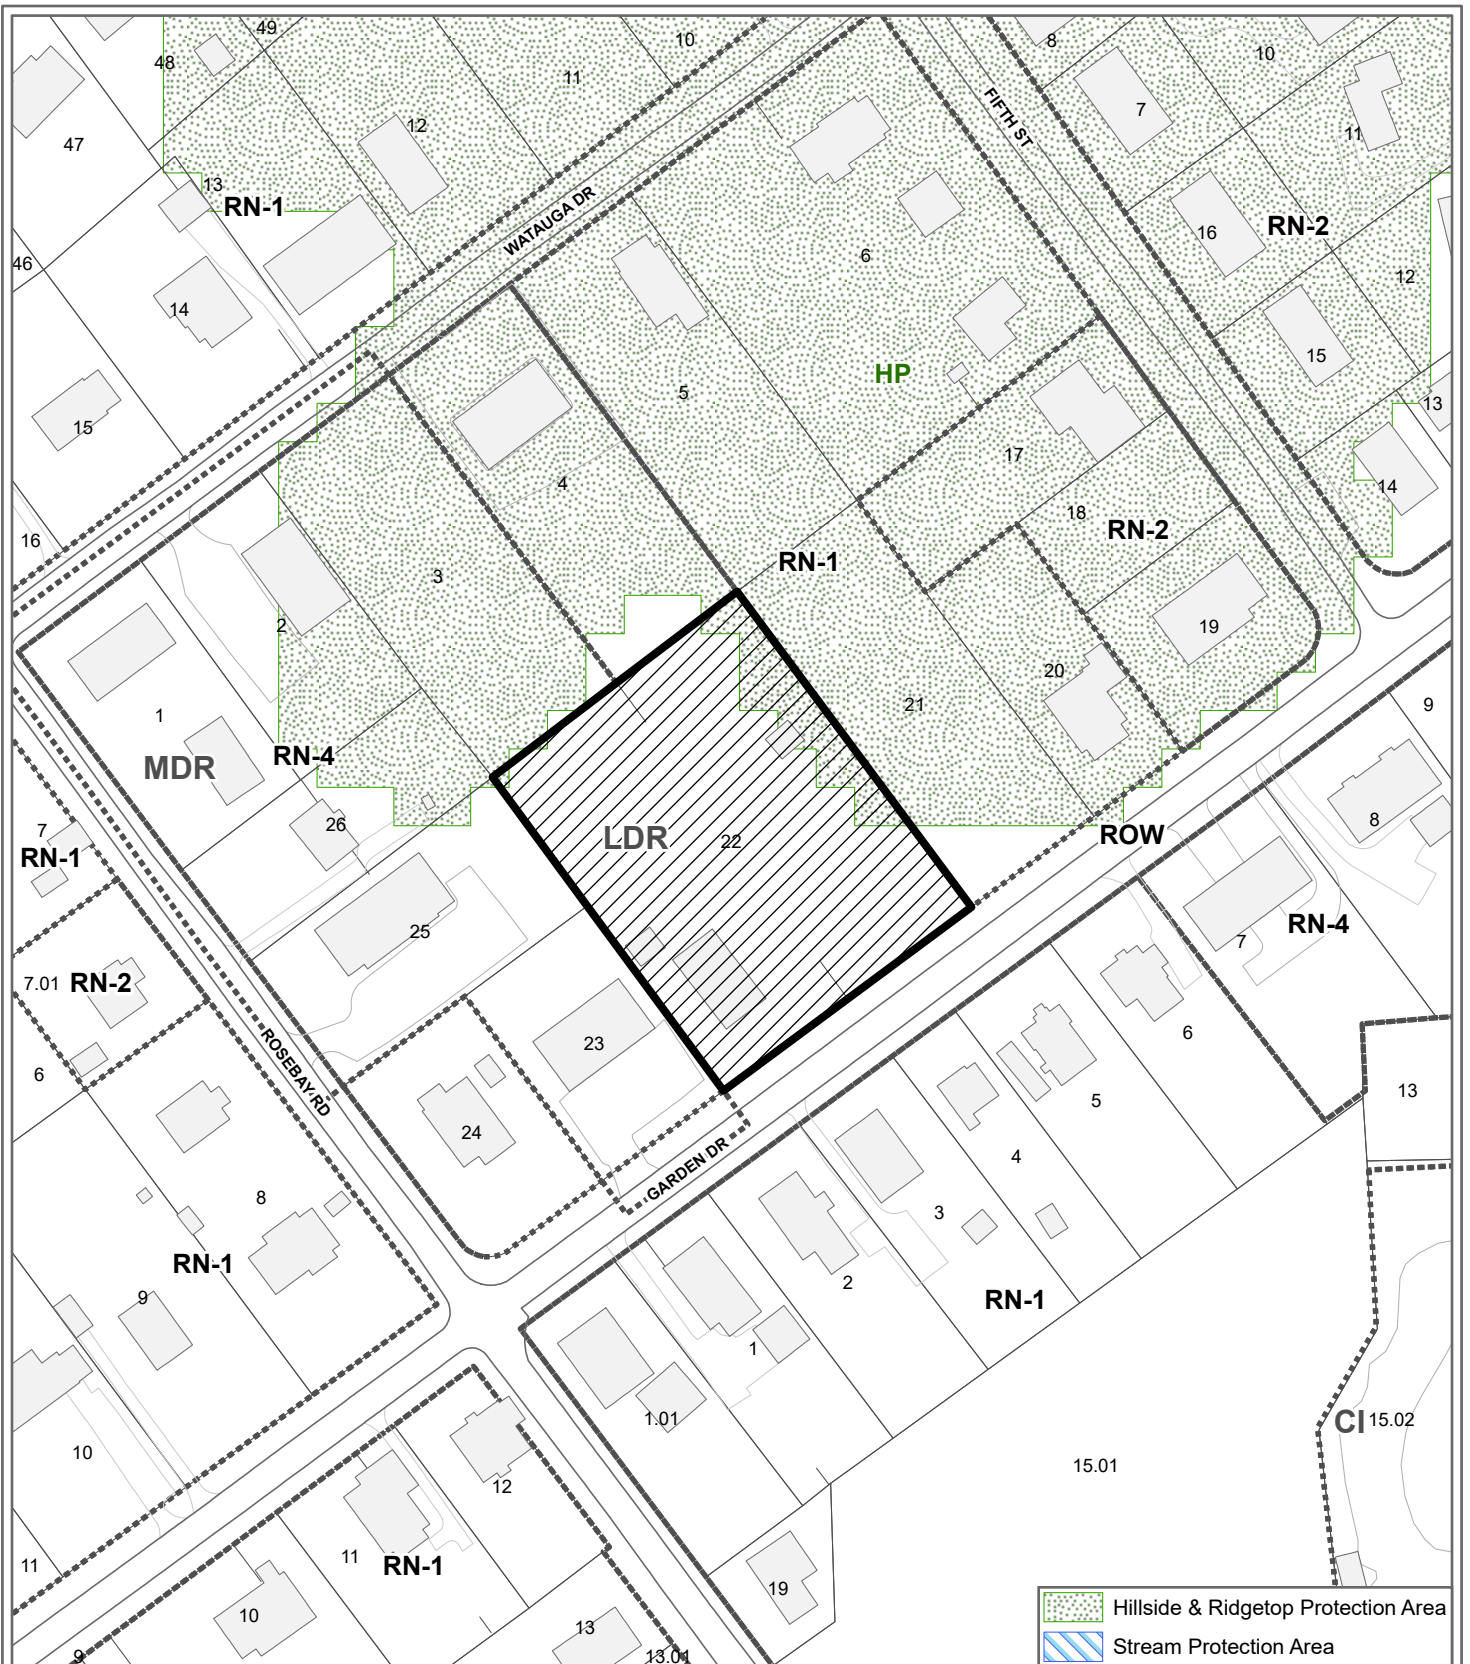 49
10
8
10
48
11
7
47
12
11
FIFTH ST
13
RN-1
WATAUGA DR
16
RN-2
46
6
12
14
15
HP
5
13
15
17
4
14
18
16
RN-2
RN-1
3
2
19
20
21
9
1
RN-4
MDR
8
7
26
LDR
22
ROW
RN-1
25
7
RN-4
7.01
RN-2
23
6
6
ROSEBAY RD
5
13
24
4
GARDEN DR
8
3
RN-1
2
9
RN-1
1
1.01
CI
15.02
10
15.01
12
11
11
RN-1
19
10
13
9
13.01
Hillside & Ridgetop Protection Area
Stream Protection Area